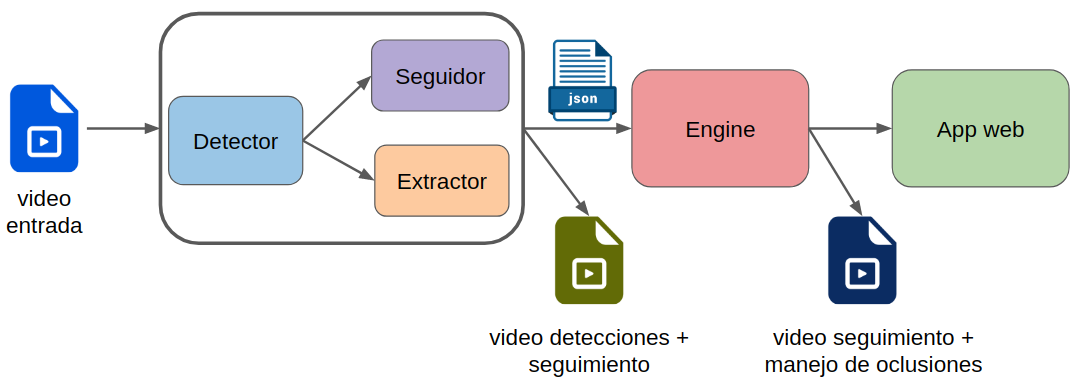 video
entrada
Detector
Seguidor
Extractor
json
Engine
App web
video detecciones +
seguimiento
video seguimiento +
manejo de oclusiones